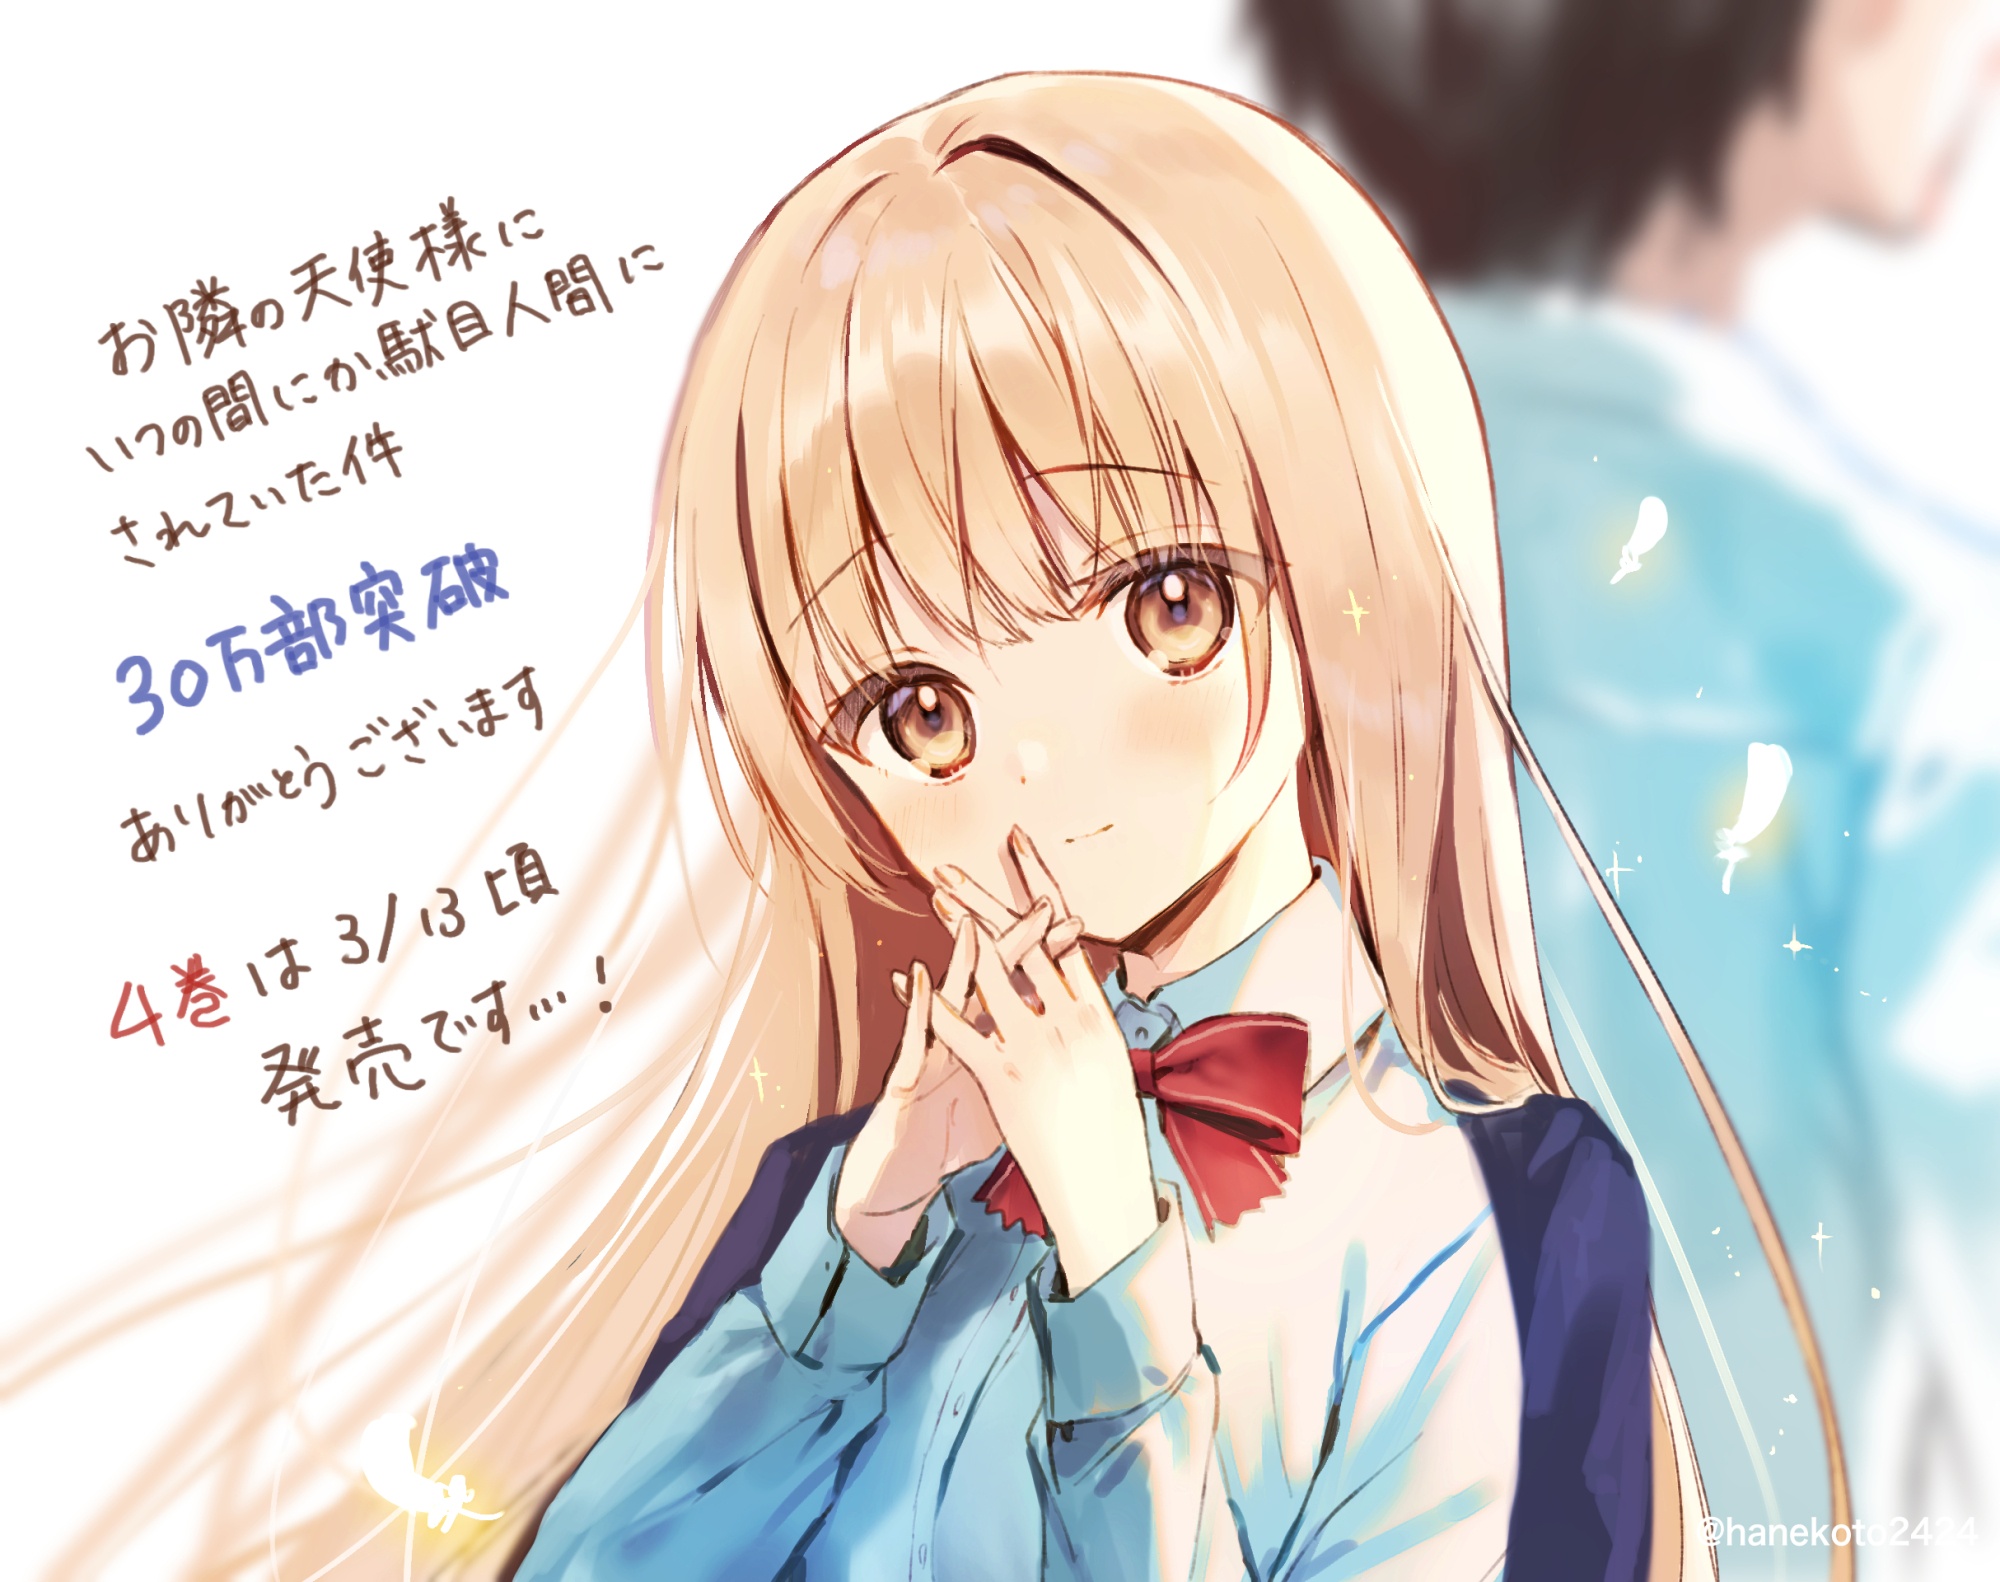 お隣の天使様に
いつの間にか駄目人間に
されていた件
30万部突破
ありがとうございます
4巻は3/13頃
発売です…!
@hanekoto2424